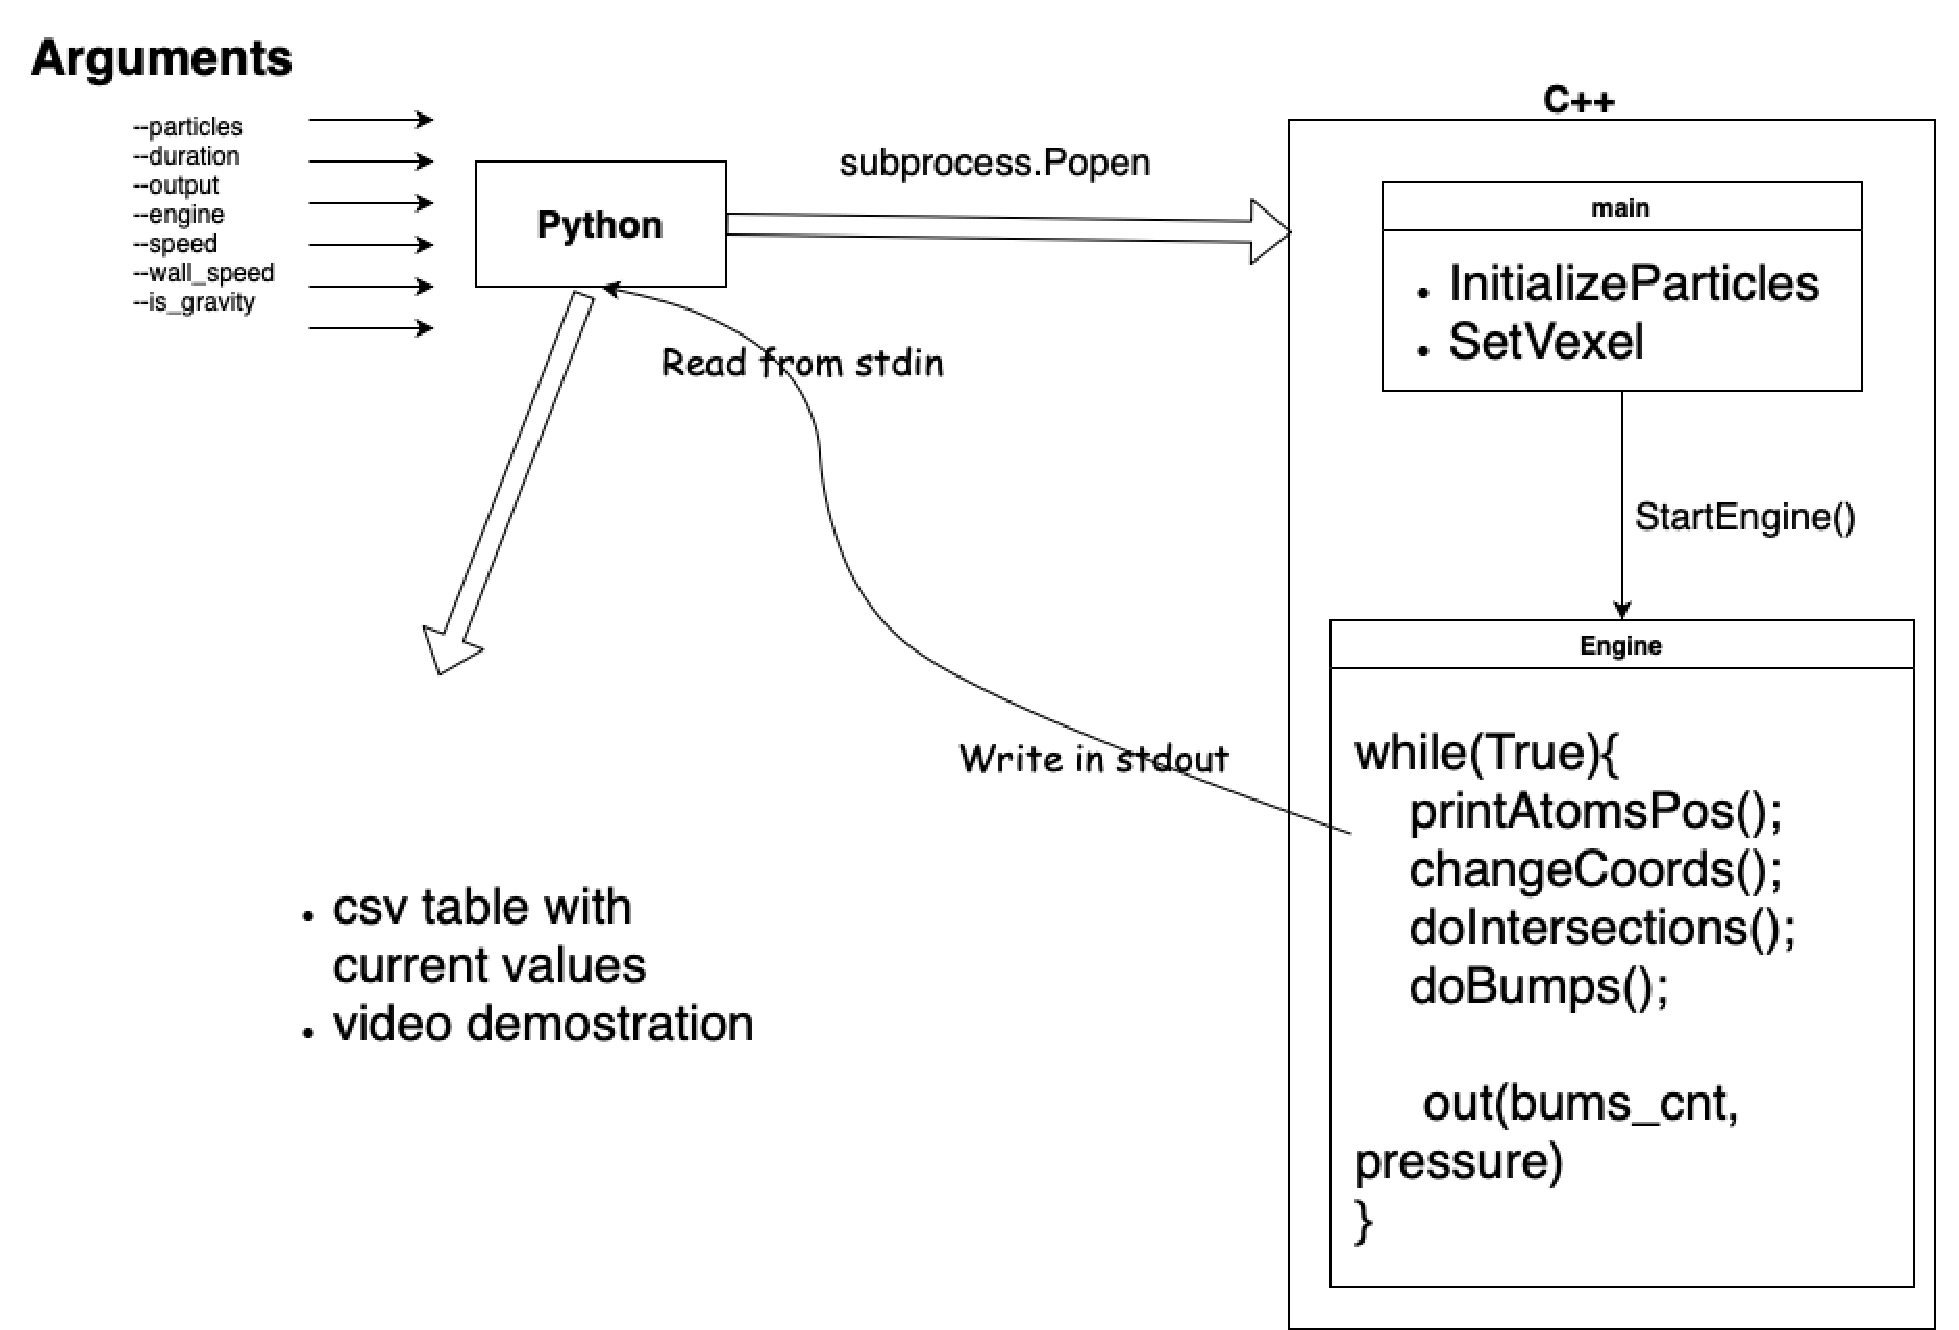 Arguments
--particles
--duration
--output
--engine
--speed
--wall_speed
--is_gravity
Python
subprocess.Popen
Read from stdin
Write in stdout
• csv table with
current values
• video demostration
C++
main
• InitializeParticles
• SetVexel
StartEngine()
Engine
while(True){
printAtomsPos();
changeCoords();
doIntersections();
doBumps();
out(bums_cnt,
pressure)
}